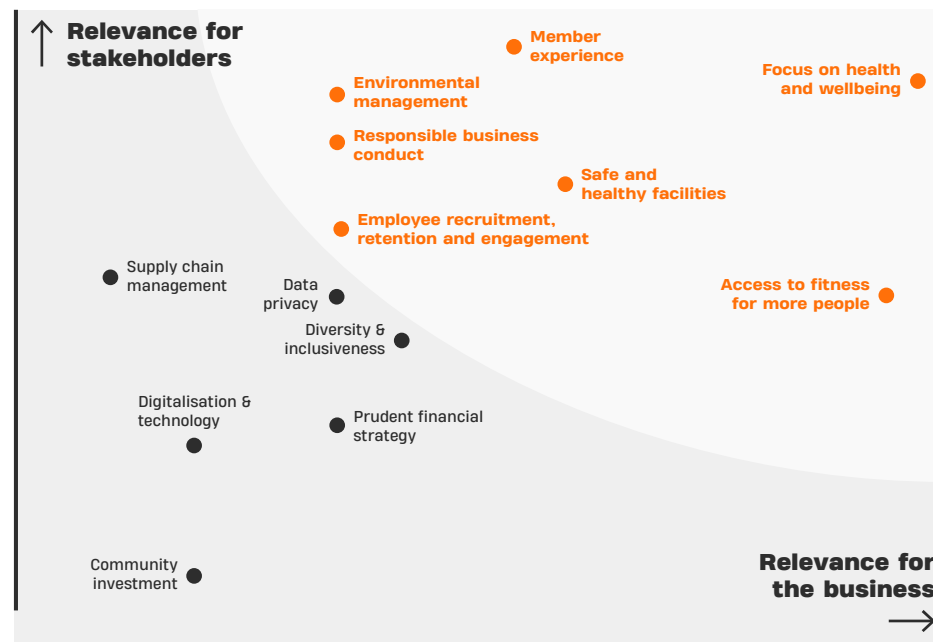 Relevance for
stakeholders
Member
experience
Focus on health
and wellbeing
Environmental
management
Responsible business
conduct
Safe and
healthy facilities
Employee recruitment,
retention and engagement
Supply chain
management
Data
privacy
Access to fitness
for more people
Diversity &
inclusiveness
Digitalisation &
technology
Prudent financial
strategy
Community
investment
Relevance for
the business